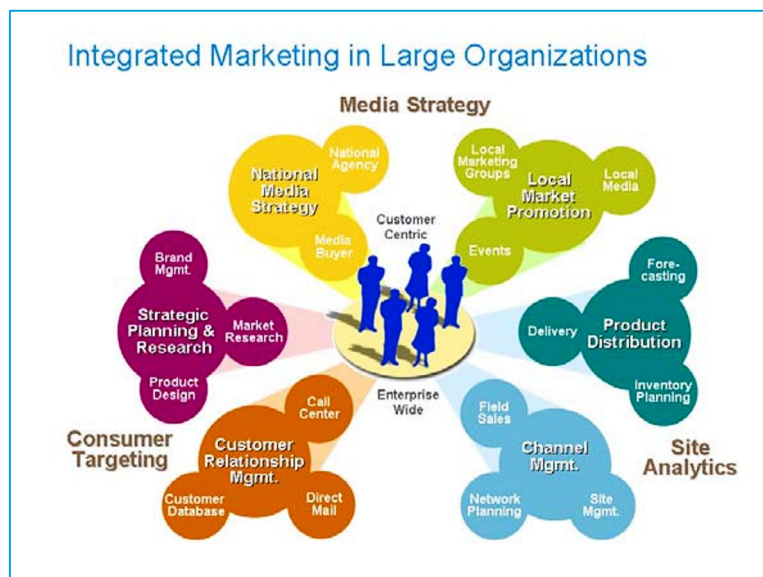 Integrated Marketing in Large Organizations
Media Strategy
National
Agency
National
Media
Strategy
Media
Buyer
Local
Marketing
Groups
Local
Media
Local
Market
Promotion
Events
Customer
Centric
Brand
Mgmt.
Strategic
Planning &
Research
Market
Research
Product
Design
Fore-
casting
Delivery
Product
Distribution
Inventory
Planning
Enterprise
Wide
Call
Center
Customer
Relationship
Mgmt.
Customer
Database
Direct
Mail
Field
Sales
Channel
Mgmt.
Network
Planning
Site
Mgmt.
Consumer
Targeting
Site
Analytics